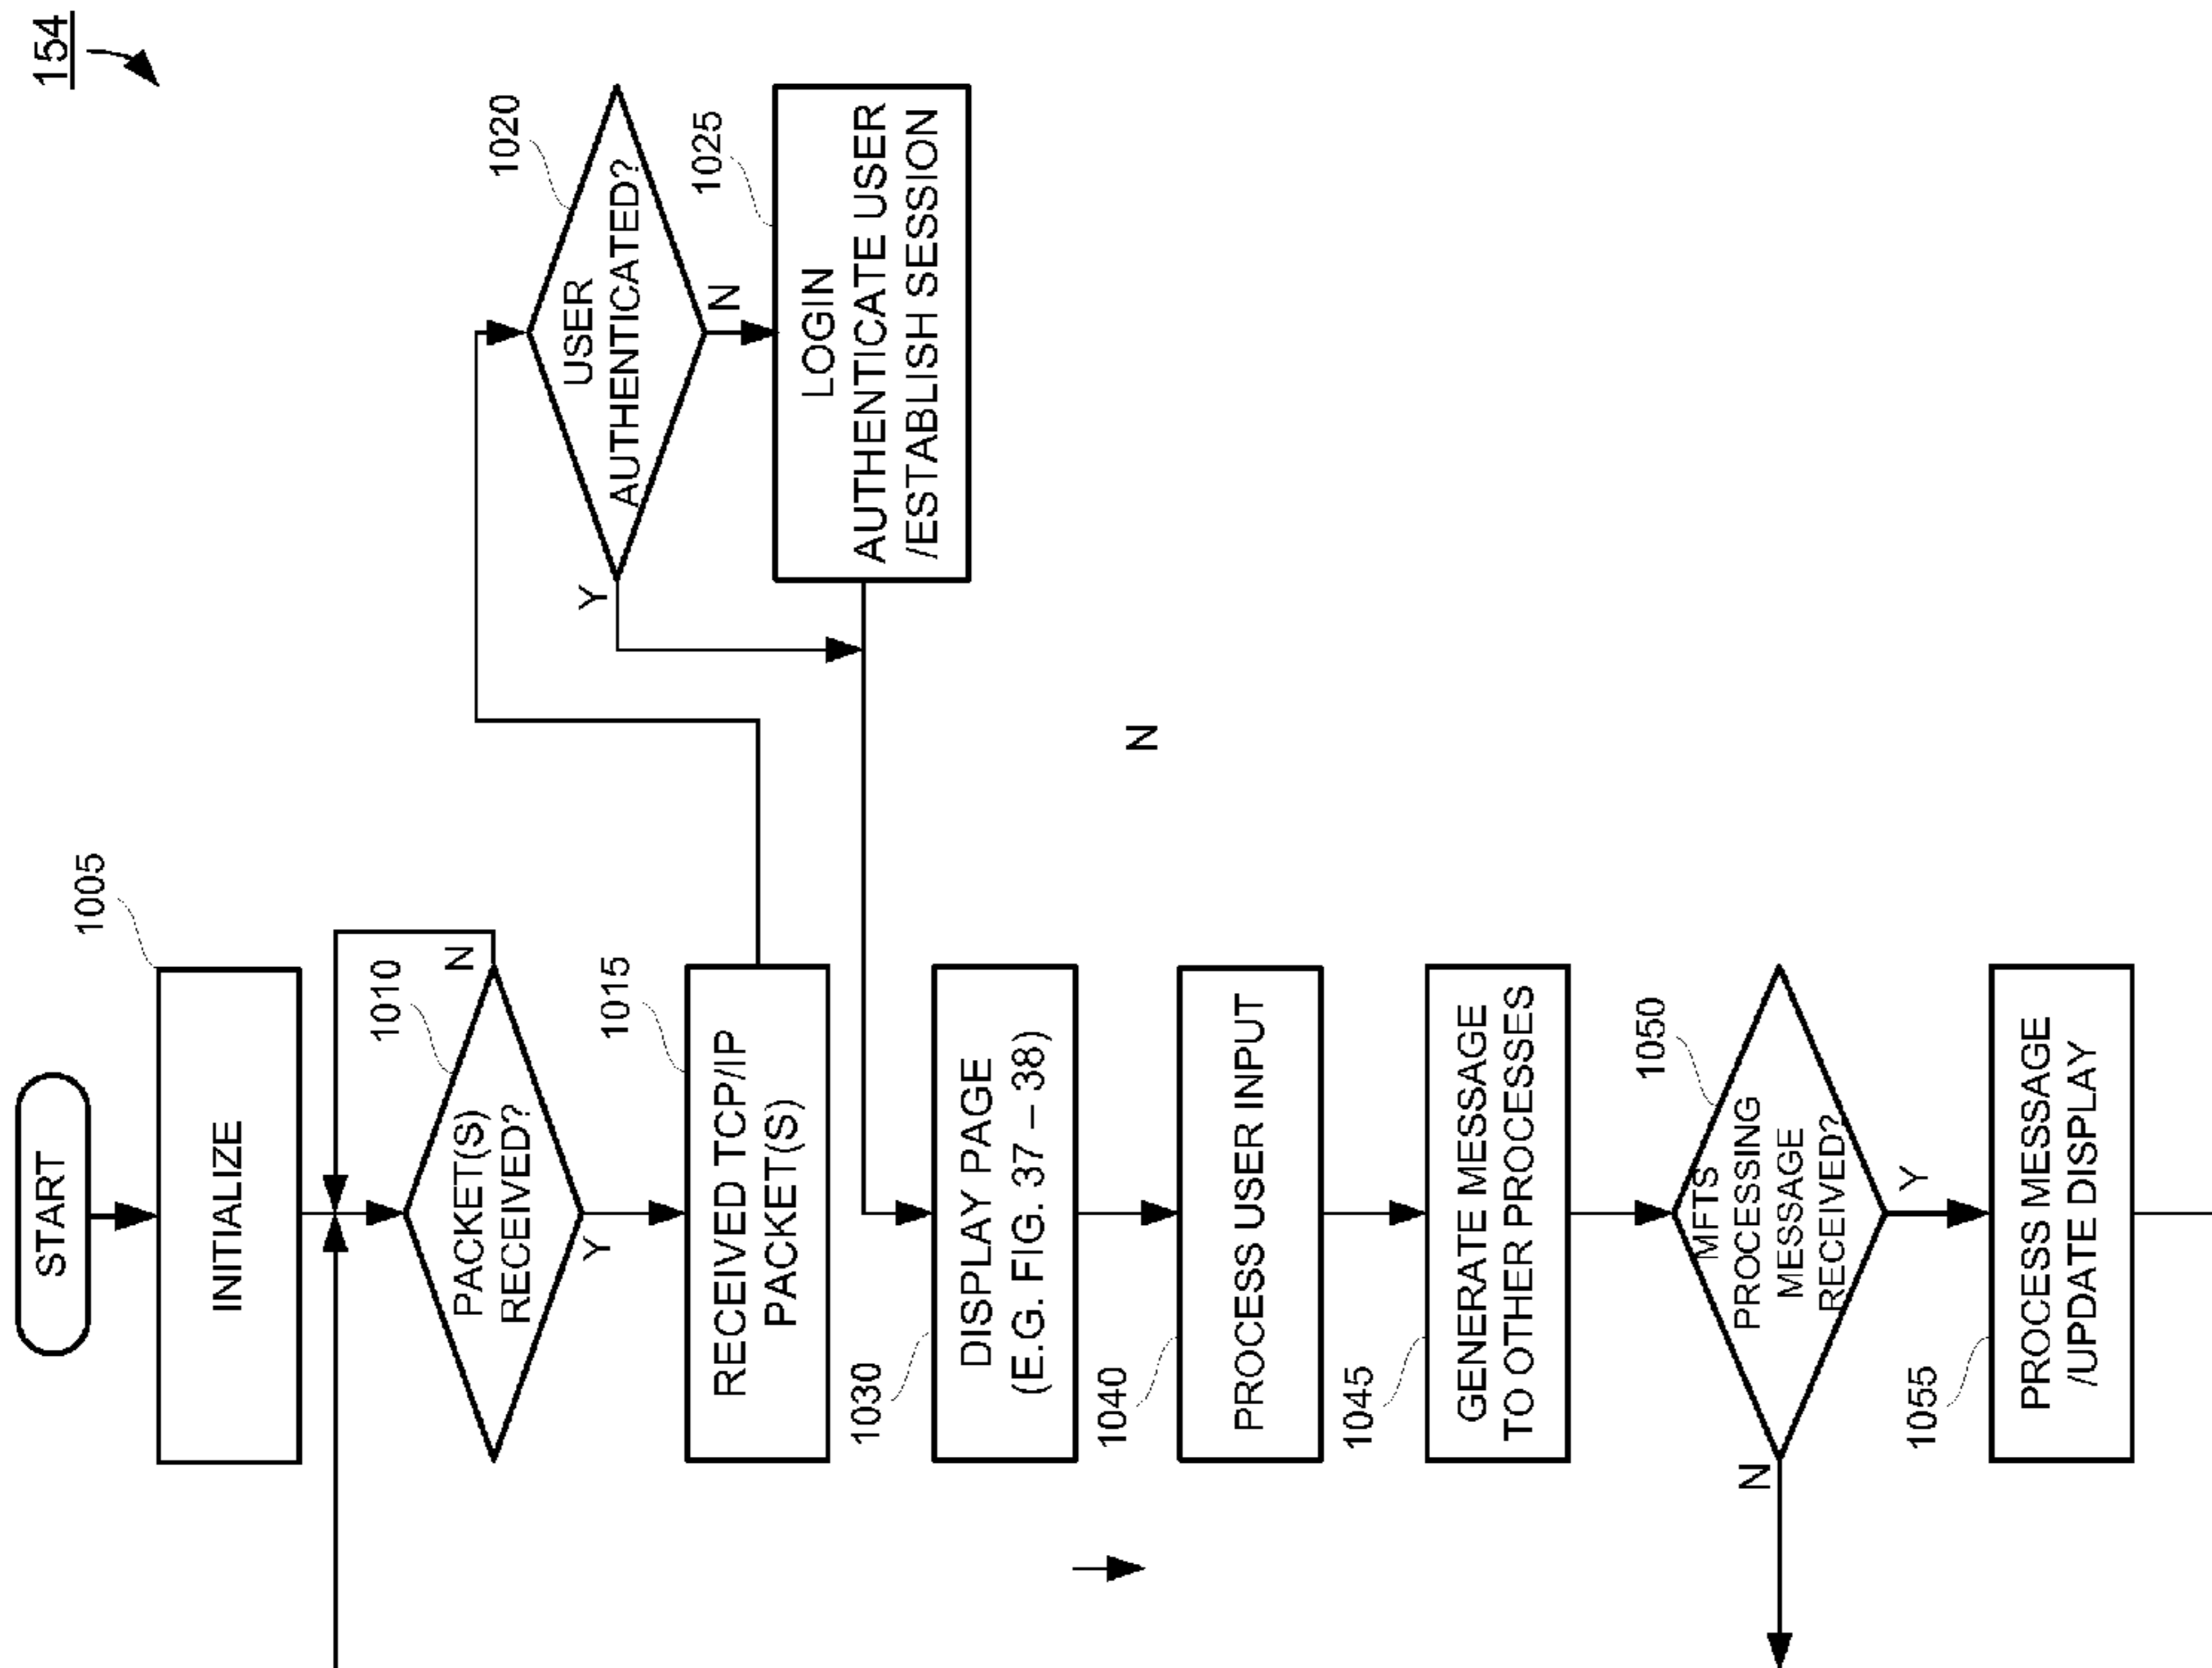 154
START
1005
INITIALIZE
1010
PACKET(S)
RECEIVED?
N
Y
1015
RECEIVED TCP/IP
PACKET(S)
1020
USER
AUTHENTICATED?
Y
N
1025
LOGIN
AUTHENTICATE USER
/ESTABLISH SESSION
1030
DISPLAY PAGE
(E.G. FIG. 37 – 38)
N
1040
PROCESS USER INPUT
1045
GENERATE MESSAGE
TO OTHER PROCESSES
1050
MFTS
PROCESSING
MESSAGE
RECEIVED?
N
Y
1055
PROCESS MESSAGE
/UPDATE DISPLAY